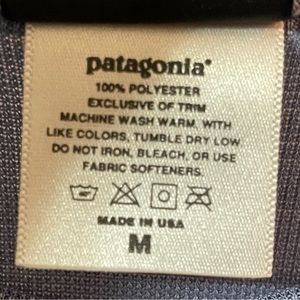 patagonia®
100% POLYESTER
EXCLUSIVE OF TRIM
MACHINE WASH WARM, WITH
LIKE COLORS, TUMBLE DRY LOW
DO NOT IRON, BLEACH, OR USE
FABRIC SOFTENERS.
MADE IN USA
M